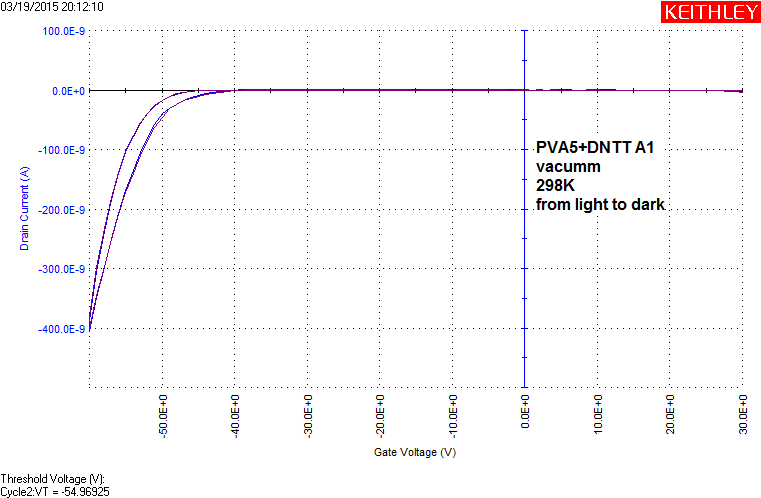 03/19/2015 20:12:10
KEITHLEY
100.0E-9
0.0E+0
-100.0E-9
-200.0E-9
-300.0E-9
-400.0E-9
Drain Current (A)
PVA5+DNTT A1
vacumm
298K
from light to dark
-50.0E+0
-40.0E+0
-30.0E+0
-20.0E+0
-10.0E+0
0.0E+0
10.0E+0
20.0E+0
30.0E+0
Gate Voltage (V)
Threshold Voltage (V):
Cycle2:VT = -54.96925